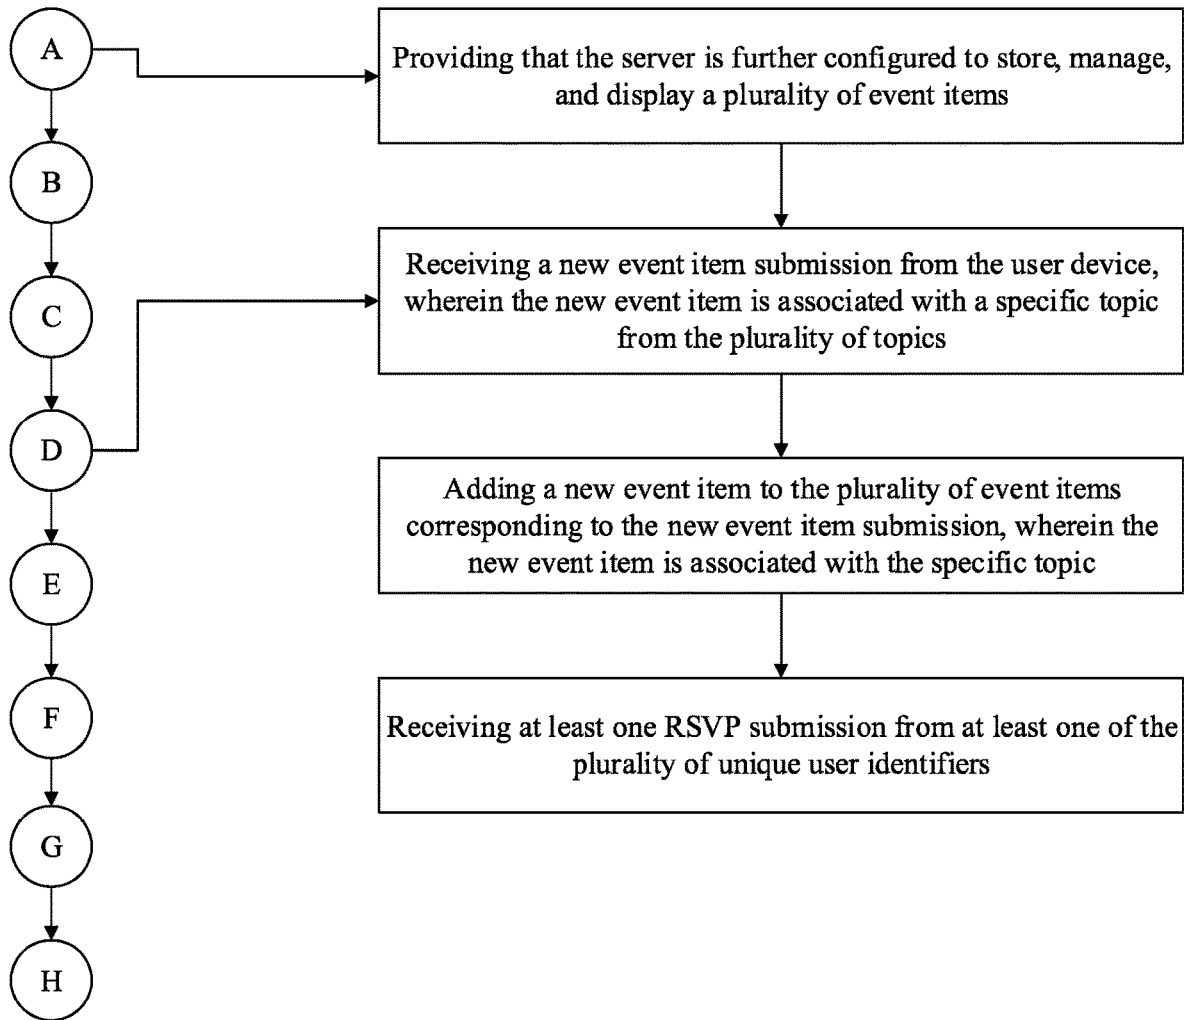 A
Providing that the server is further configured to store, manage,
and display a plurality of event items
B
Receiving a new event item submission from the user device,
wherein the new event item is associated with a specific topic
from the plurality of topics
C
D
Adding a new event item to the plurality of event items
corresponding to the new event item submission, wherein the
new event item is associated with the specific topic
E
Receiving at least one RSVP submission from at least one of the
plurality of unique user identifiers
F
G
H